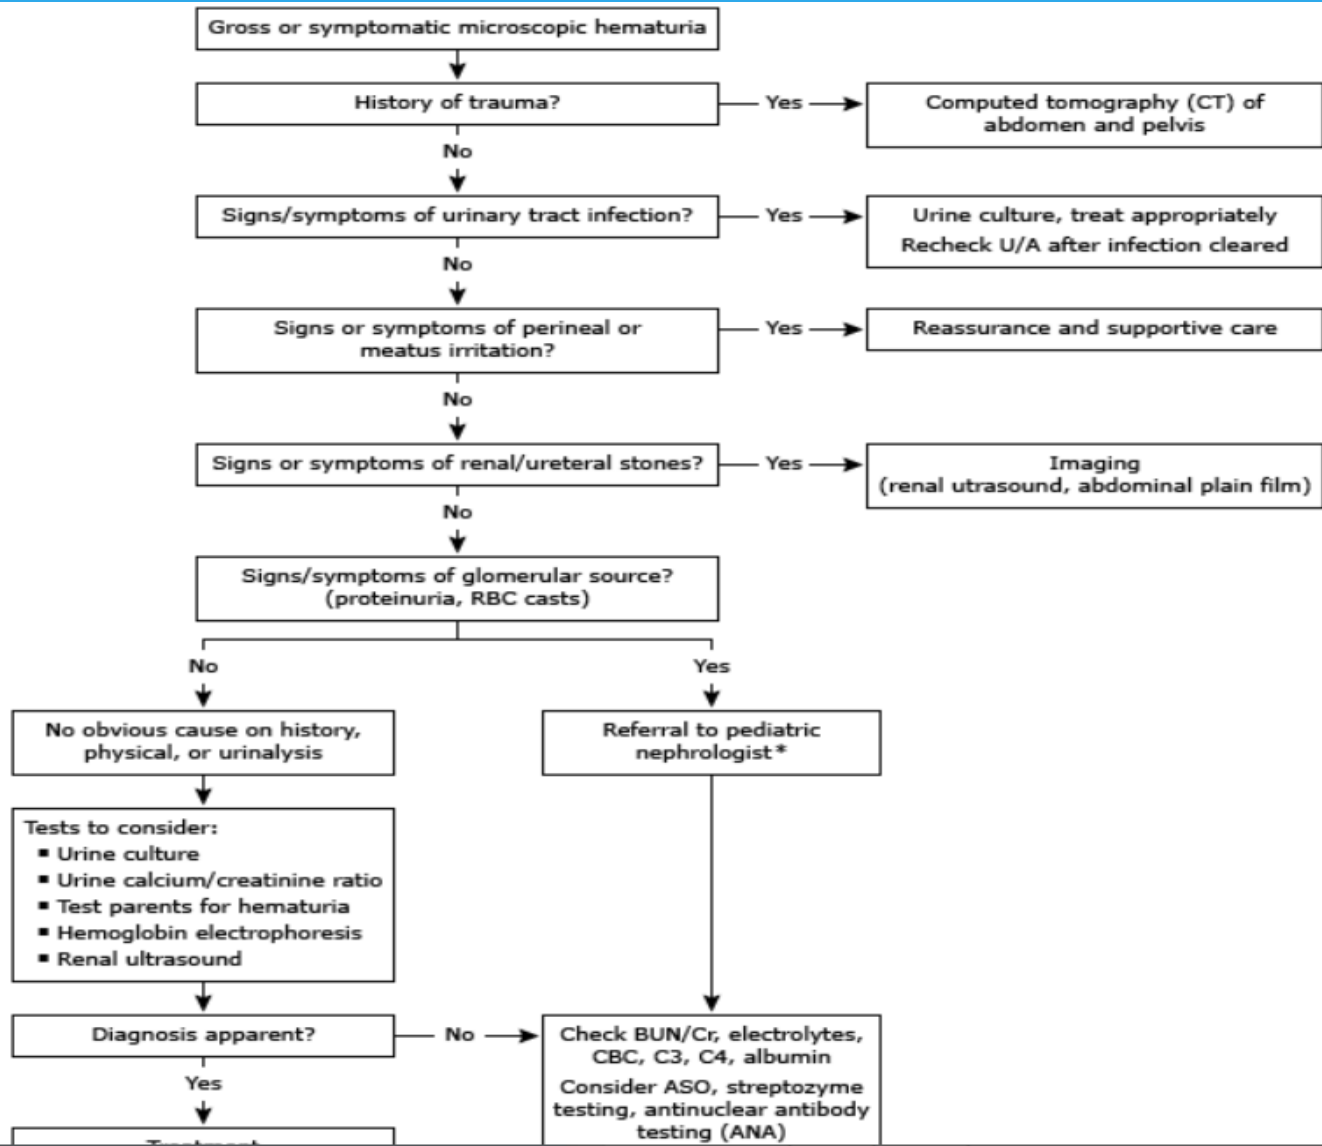 Gross or symptomatic microscopic hematuria
History of trauma?
Yes
Computed tomography (CT) of
abdomen and pelvis
No
Signs/symptoms of urinary tract infection?
Yes
Urine culture, treat appropriately
Recheck U/A after infection cleared
No
Signs or symptoms of perineal or
meatus irritation?
Yes
Reassurance and supportive care
No
Signs or symptoms of renal/ureteral stones?
Yes
Imaging
(renal utrasound, abdominal plain film)
No
Signs/symptoms of glomerular source?
(proteinuria, RBC casts)
No
Yes
No obvious cause on history,
physical, or urinalysis
Referral to pediatric
nephrologist*
Tests to consider:
▪ Urine culture
▪ Urine calcium/creatinine ratio
▪ Test parents for hematuria
▪ Hemoglobin electrophoresis
▪ Renal ultrasound
Diagnosis apparent?
No
Check BUN/Cr, electrolytes,
CBC, C3, C4, albumin
Consider ASO, streptozyme
testing, antinuclear antibody
testing (ANA)
Yes
Treatment